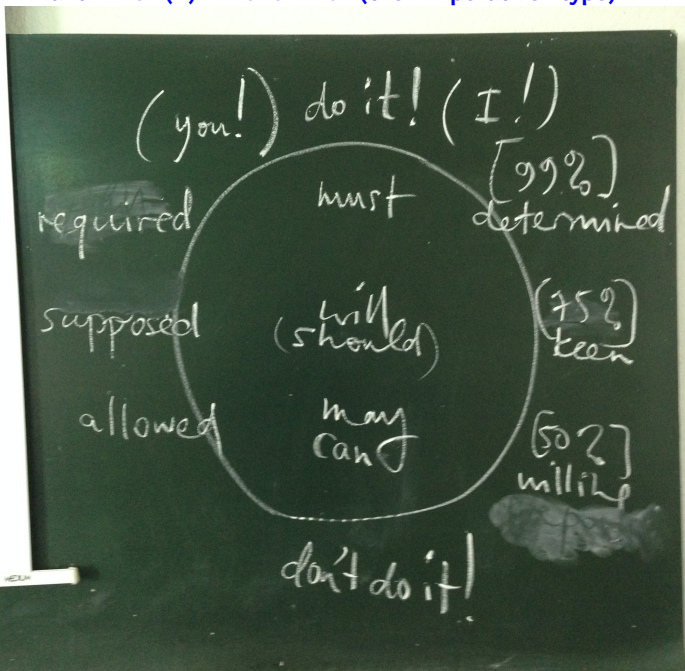 (you!) do it! (I!)
[99%]
required must determined
supposed will [75%]
(should) keen
allowed may [50%]
can willing
don't do it!